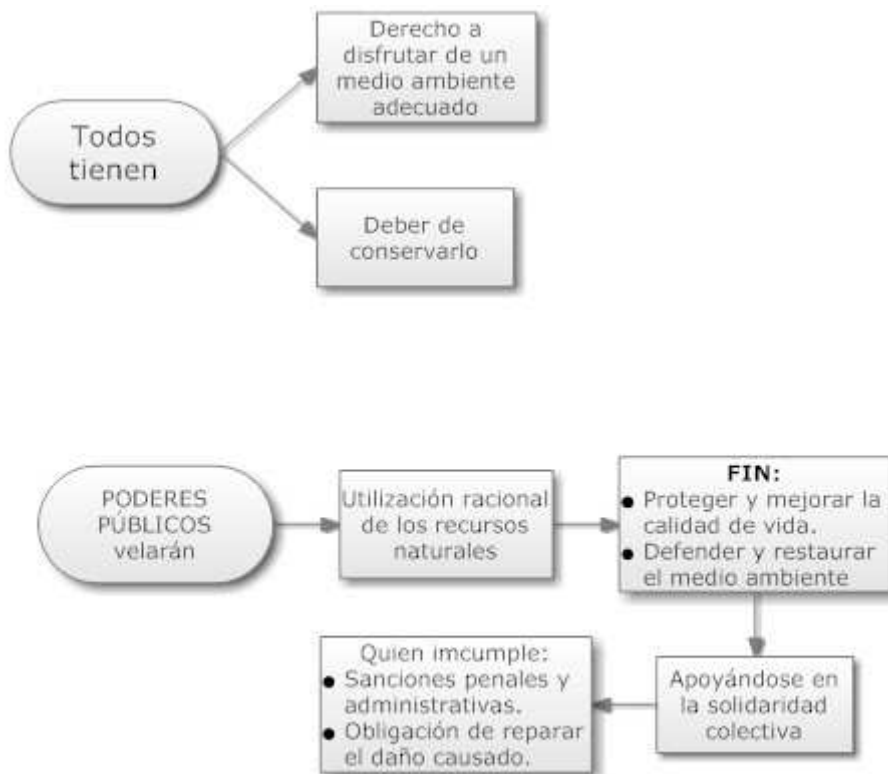 Derecho a
disfrutar de un
medio ambiente
adecuado
Todos
tienen
Deber de
conservarlo
PODERES
PÚBLICOS
velarán
Utilización racional
de los recursos
naturales
FIN:
● Proteger y mejorar la
calidad de vida.
● Defender y restaurar
el medio ambiente
Apoyándose en
la solidaridad
colectiva
Quien imcumple:
● Sanciones penales y
administrativas.
● Obligación de reparar
el daño causado.